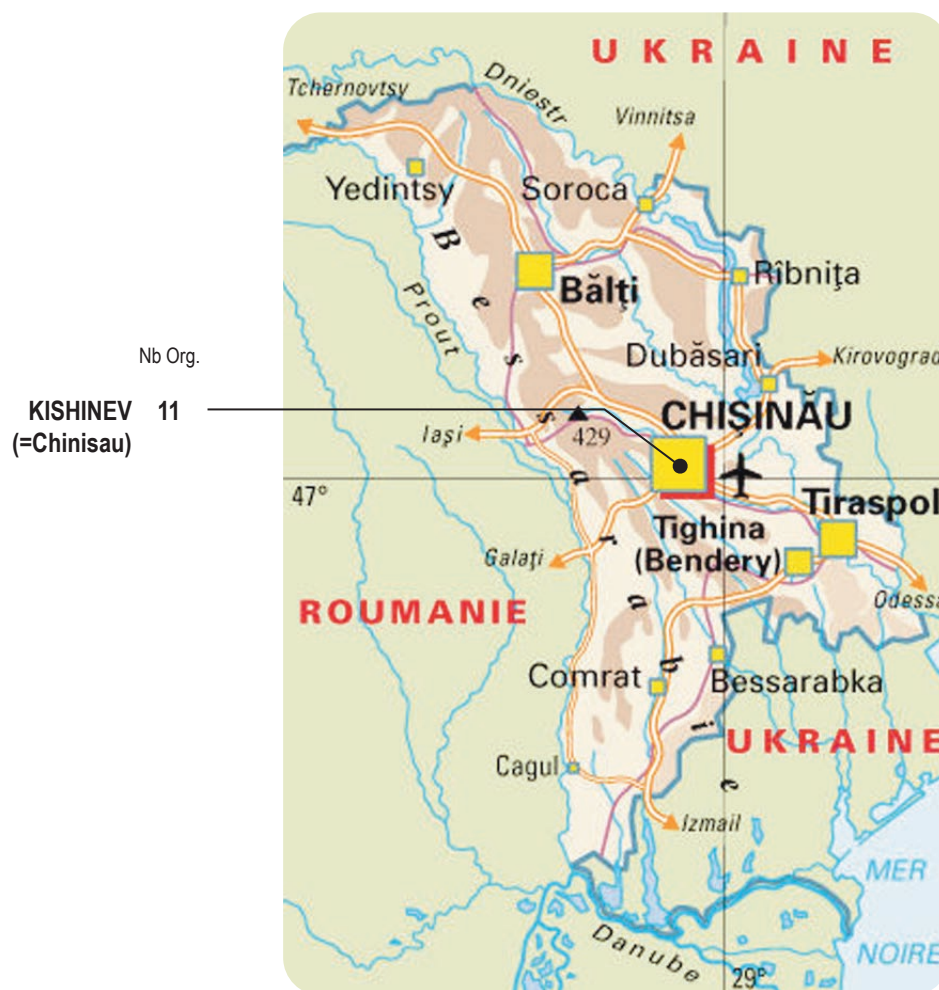 UKRAINE
Tchernovtsy
Dniestr
Vinnitsa
Yedintsy
Soroca
Bălţi
Rîbniţa
Prout
Bessarabie
Nb Org.
Dubăsari
Kirovograd
KISHINEV 11
(=Chinisau)
CHIŞINĂU
Iaşi
429
47°
Tiraspol
Tighina
(Bendery)
Galaţi
Odessa
ROUMANIE
Comrat
Bessarabka
UKRAINE
Cagul
Izmail
MER
NOIRE
Danube
29°